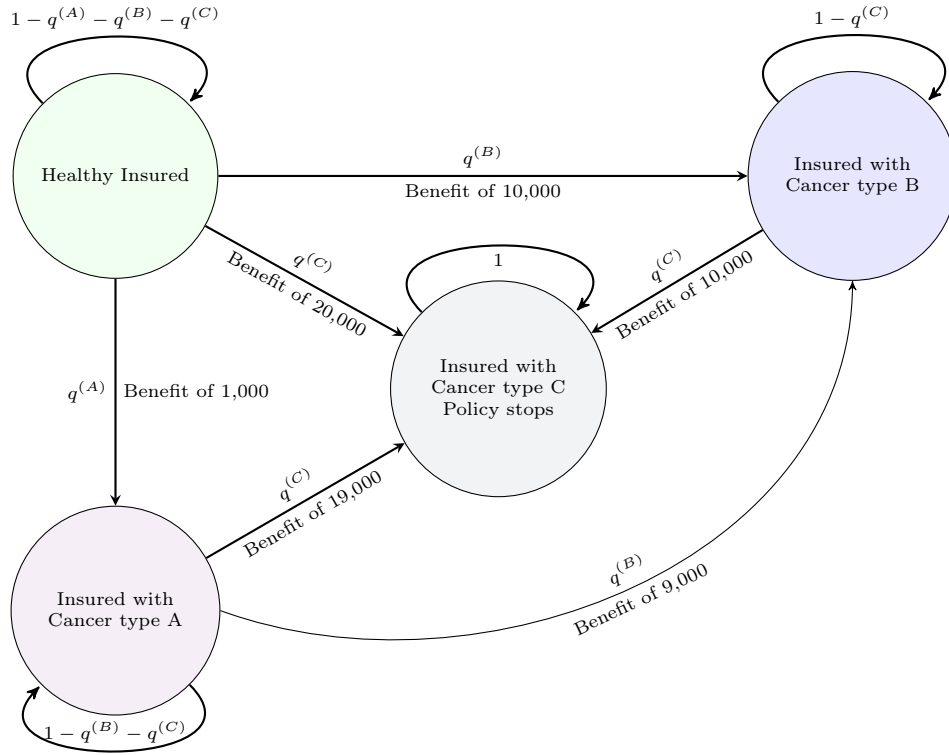 1 − q^(A) − q^(B) − q^(C)
1 − q^(C)
Healthy Insured
q^(B)
Benefit of 10,000
Insured with
Cancer type B
q^(C)
Benefit of 20,000
1
q^(C)
Benefit of 10,000
Insured with
Cancer type C
Policy stops
q^(A)
Benefit of 1,000
q^(C)
Benefit of 19,000
q^(B)
Benefit of 9,000
Insured with
Cancer type A
1 − q^(B) − q^(C)